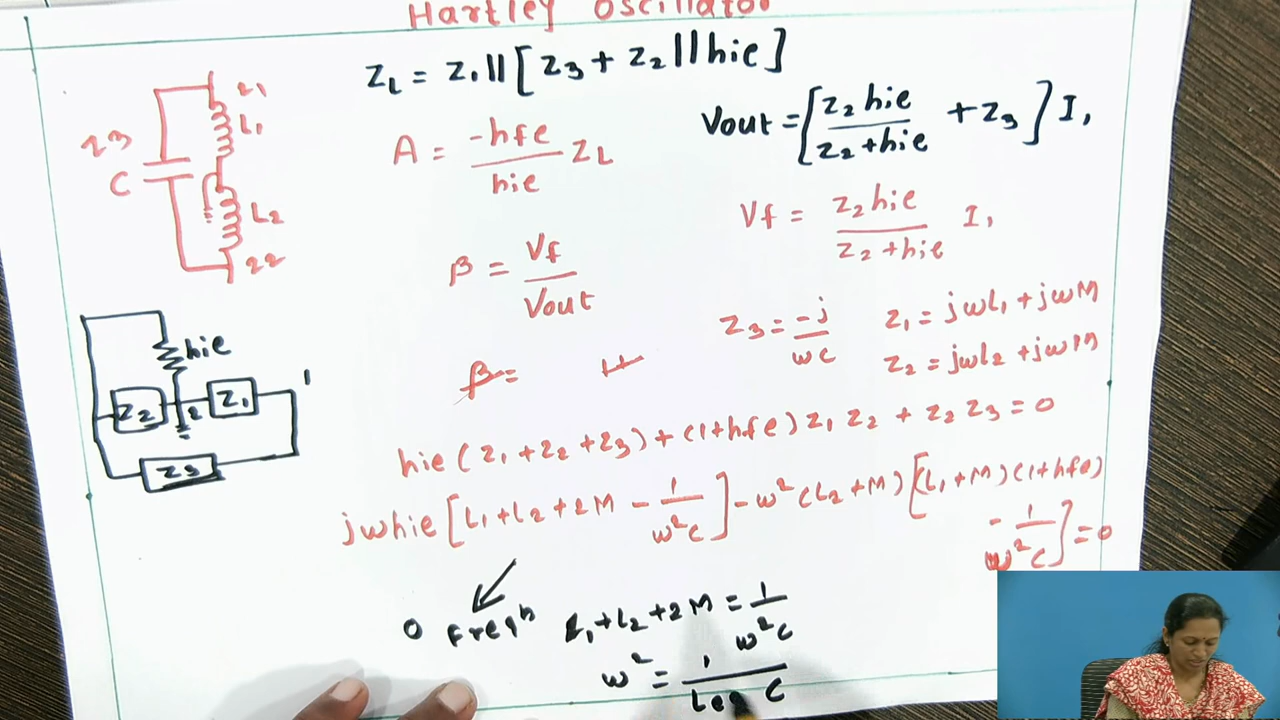 Hartley Oscillator
ZL = Z1 || [ Z3 + Z2 || hie ]
Z1
L1
Z3
C
L2
Z2
A = -hfe / hie ZL
Vout = [ Z2 hie / Z2 + hie + Z3 ] I1
Vf = Z2 hie / Z2 + hie I1
β = Vf / Vout
Z3 = -j / ωC
Z1 = jωL1 + jωM
Z2 = jωL2 + jωM
β =
hie
Z2
2
Z1
1
Z3
hie ( Z1 + Z2 + Z3 ) + (1+hfe) Z1 Z2 + Z2 Z3 = 0
jωhie [ L1 + L2 + 2M - 1 / ω²C ] - ω² (L2 + M) [ (L1 + M) (1+hfe)
- 1 / ω²C ] = 0
0 freqⁿ
L1 + L2 + 2M = 1 / ω²C
ω² = 1 / Leq C